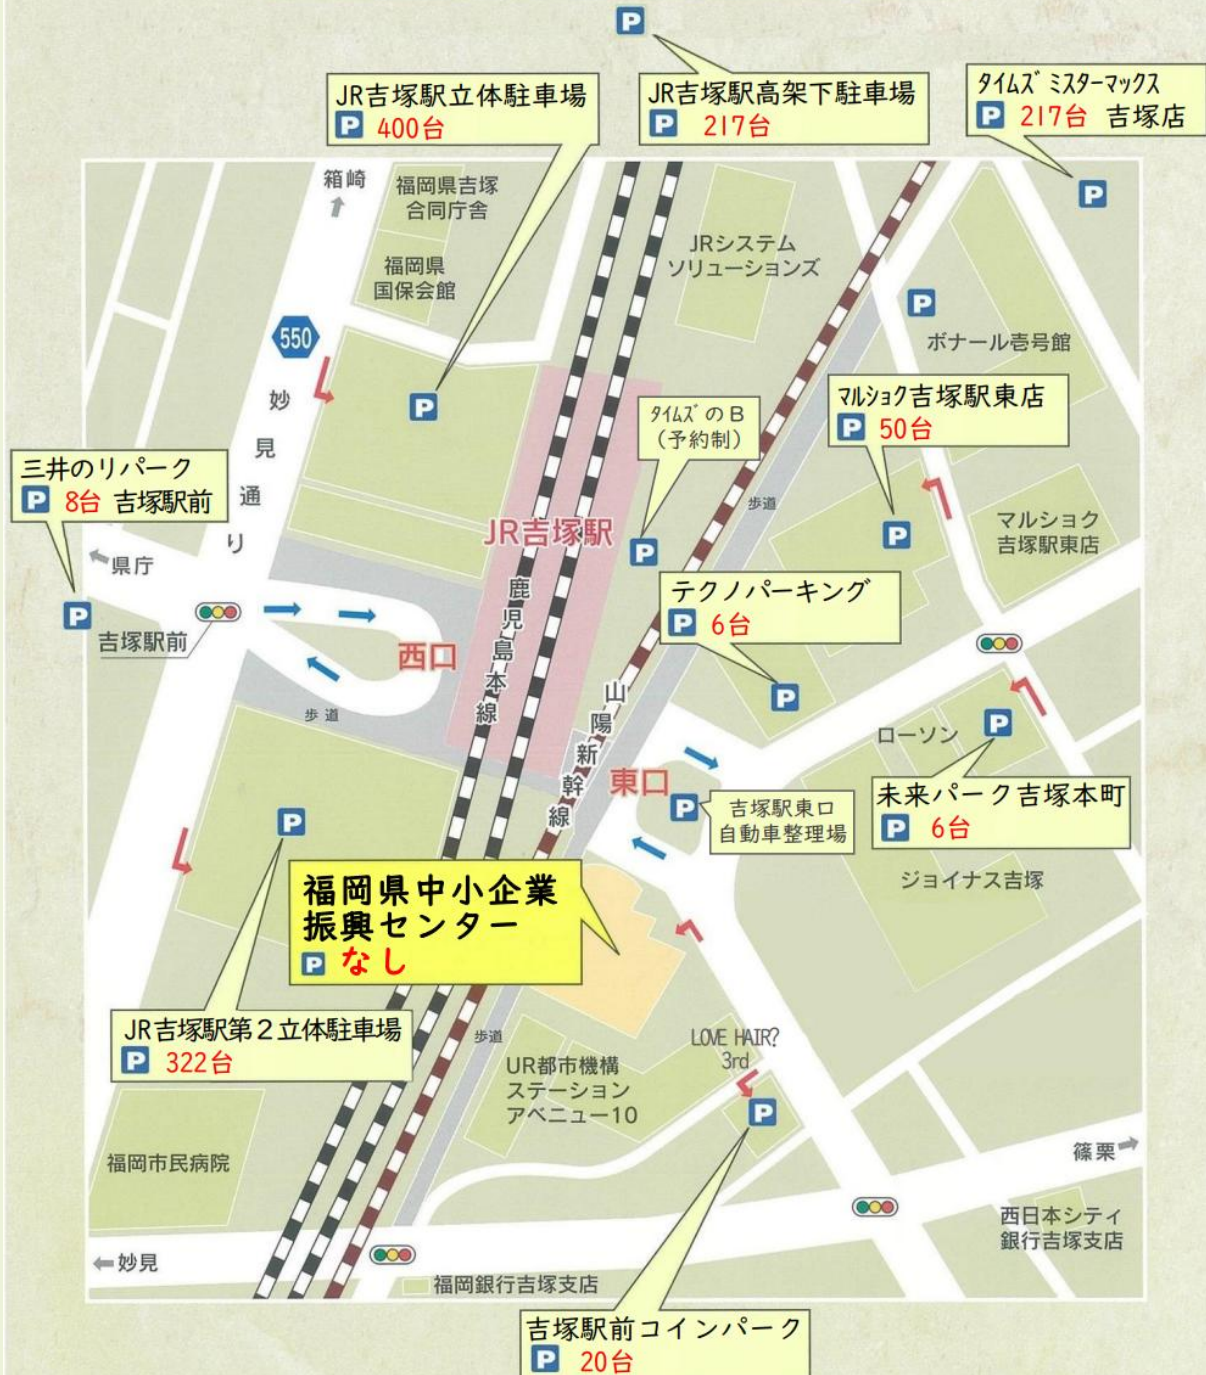 P
JR吉塚駅立体駐車場
P 400台
JR吉塚駅高架下駐車場
P 217台
タイムズ ミスターマックス
P 217台 吉塚店
P
箱崎
福岡県吉塚
合同庁舎
福岡県
国保会館
JRシステム
ソリューションズ
550
妙見通り
P
P
ボナール壱号館
タイムズのB
(予約制)
マルショク吉塚駅東店
P 50台
三井のリパーク
P 8台 吉塚駅前
JR吉塚駅
歩道
P
P
マルショク
吉塚駅東店
県庁
P
吉塚駅前
鹿児島本線
西口
テクノパーキング
P 6台
P
歩道
山陽新幹線
東口
ローソン
P
P
吉塚駅東口
自動車整理場
未来パーク吉塚本町
P 6台
P
福岡県中小企業
振興センター
P なし
ジョイナス吉塚
JR吉塚駅第2立体駐車場
P 322台
歩道
UR都市機構
ステーション
アベニュー10
LOVE HAIR?
3rd
P
福岡市民病院
篠栗
西日本シティ
銀行吉塚支店
妙見
福岡銀行吉塚支店
吉塚駅前コインパーク
P 20台